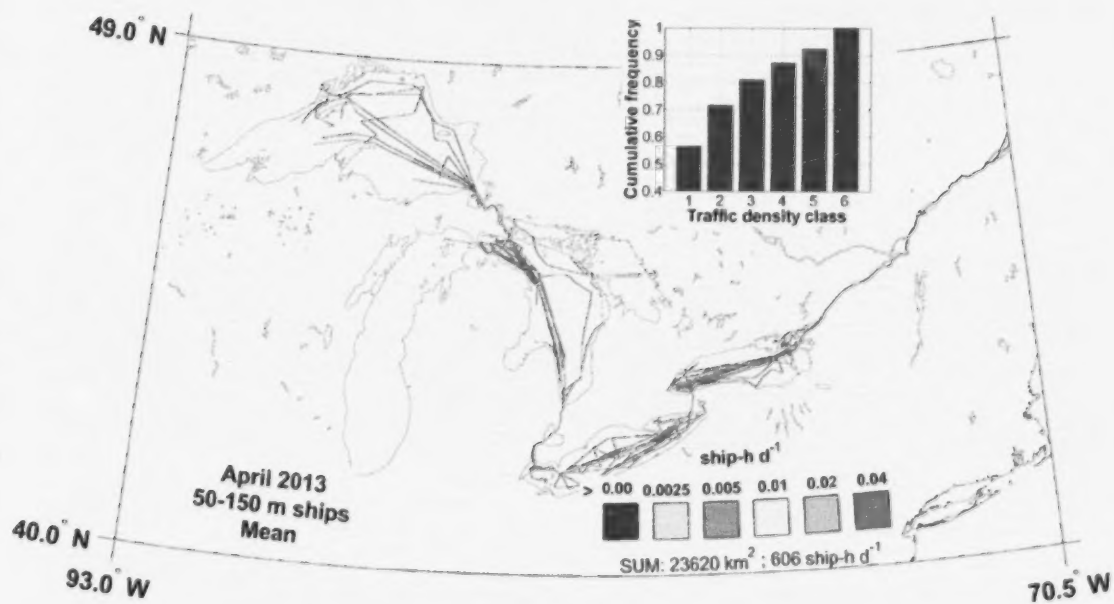 49.0° N
Cumulative frequency
1
0.9
0.8
0.7
0.6
0.5
0.4
1 2 3 4 5 6
Traffic density class
April 2013
50-150 m ships
Mean
ship-h d⁻¹
> 0.00 0.0025 0.005 0.01 0.02 0.04
SUM: 23620 km² ; 606 ship-h d⁻¹
40.0° N
93.0° W
70.5° W